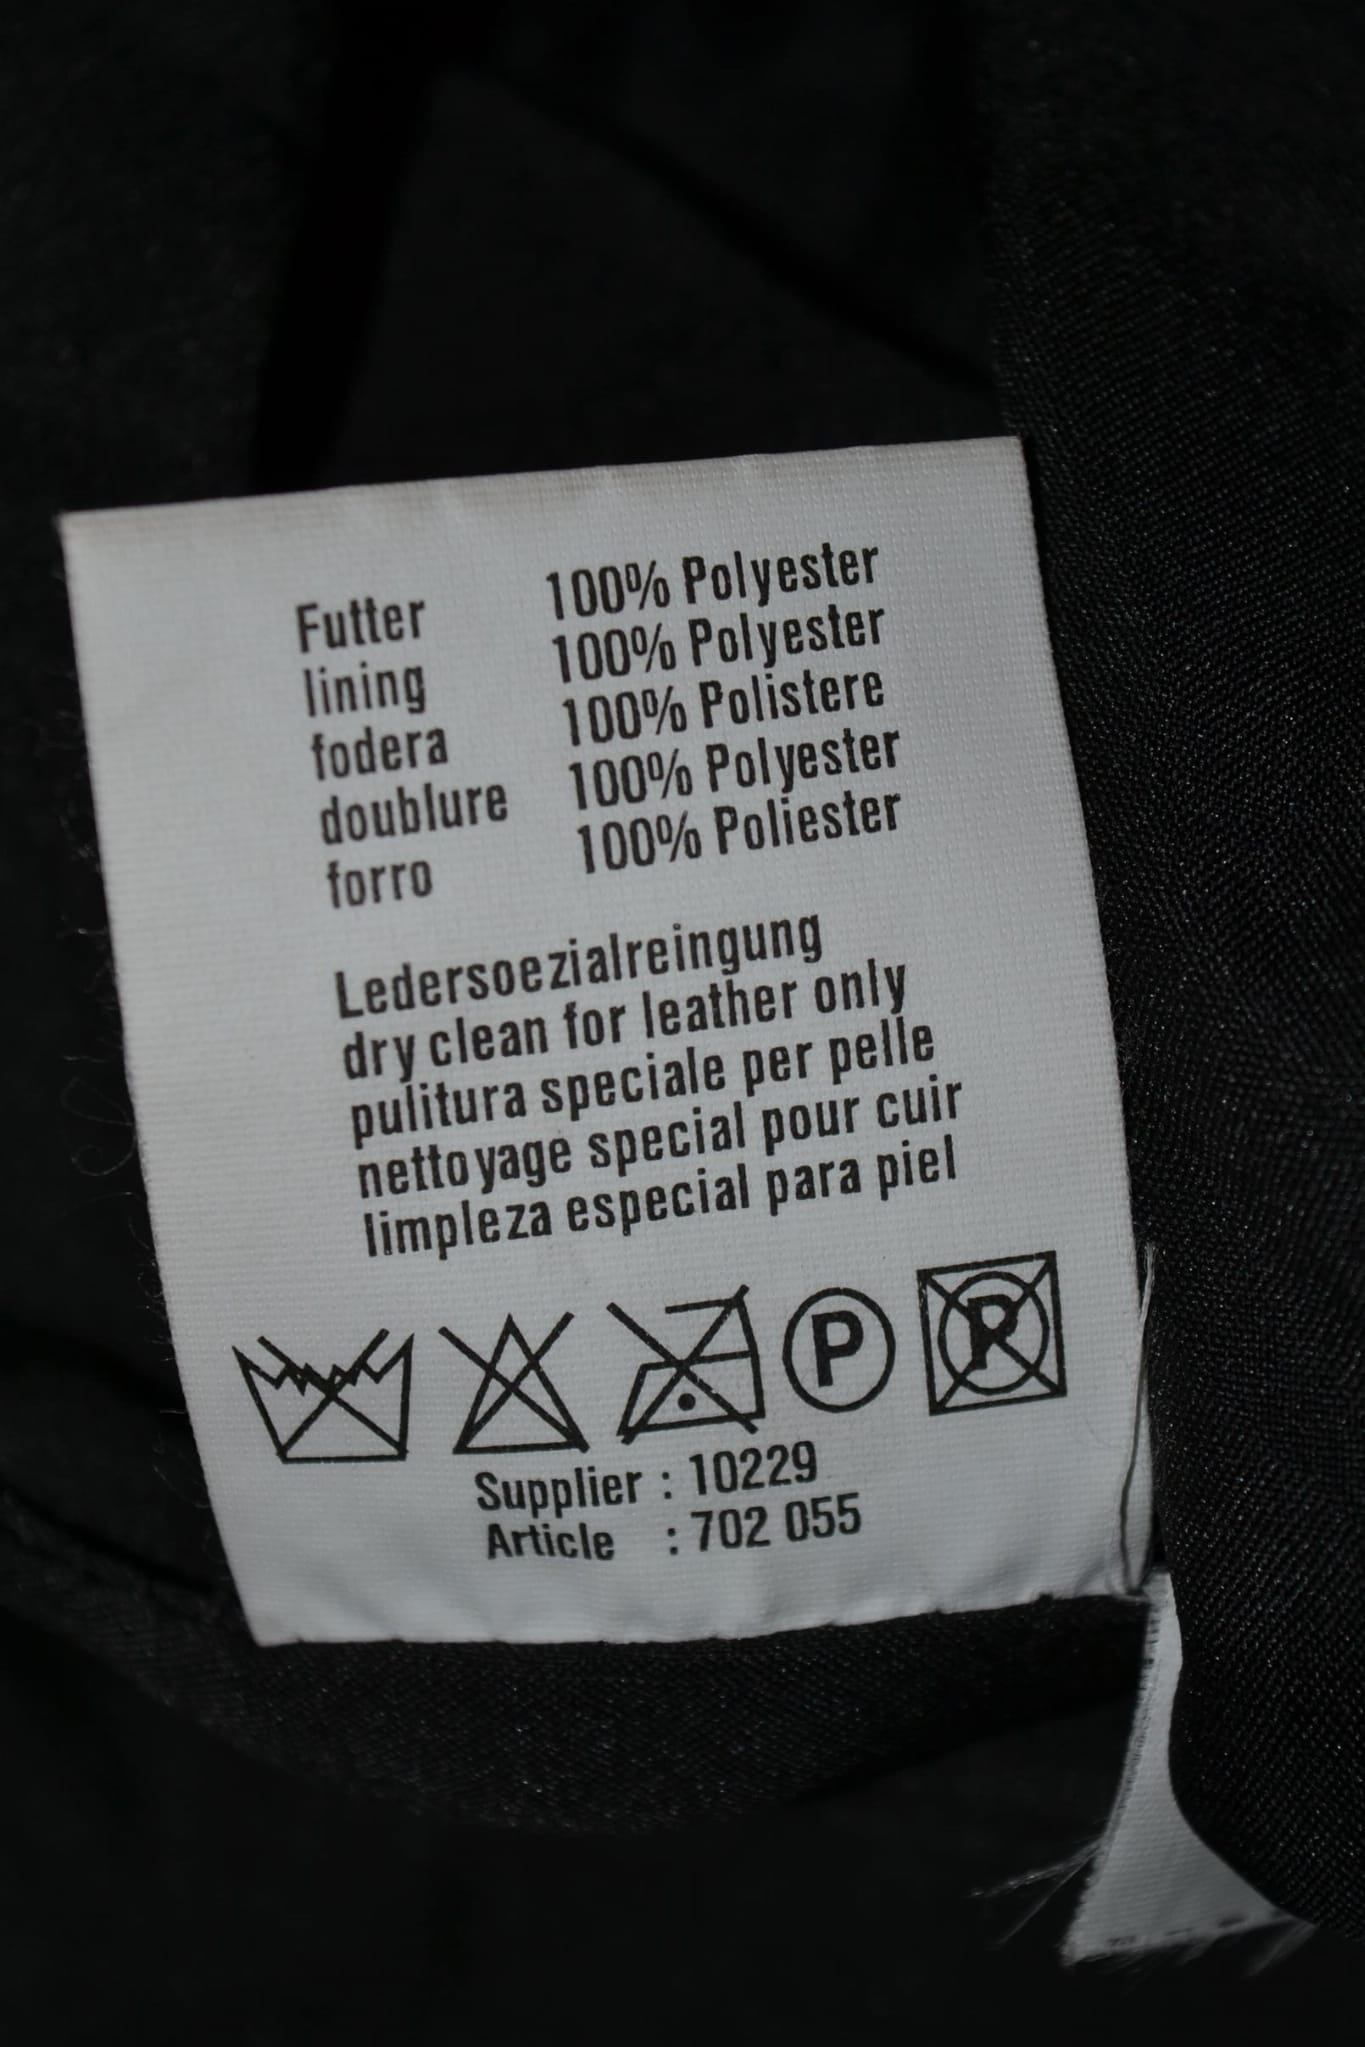 Futter 100% Polyester
lining 100% Polyester
fodera 100% Polistere
doublure 100% Polyester
forro 100% Poliester
Ledersoezialreingung
dry clean for leather only
pulitura speciale per pelle
nettoyage special pour cuir
limpleza especial para piel
P P
Supplier : 10229
Article : 702 055